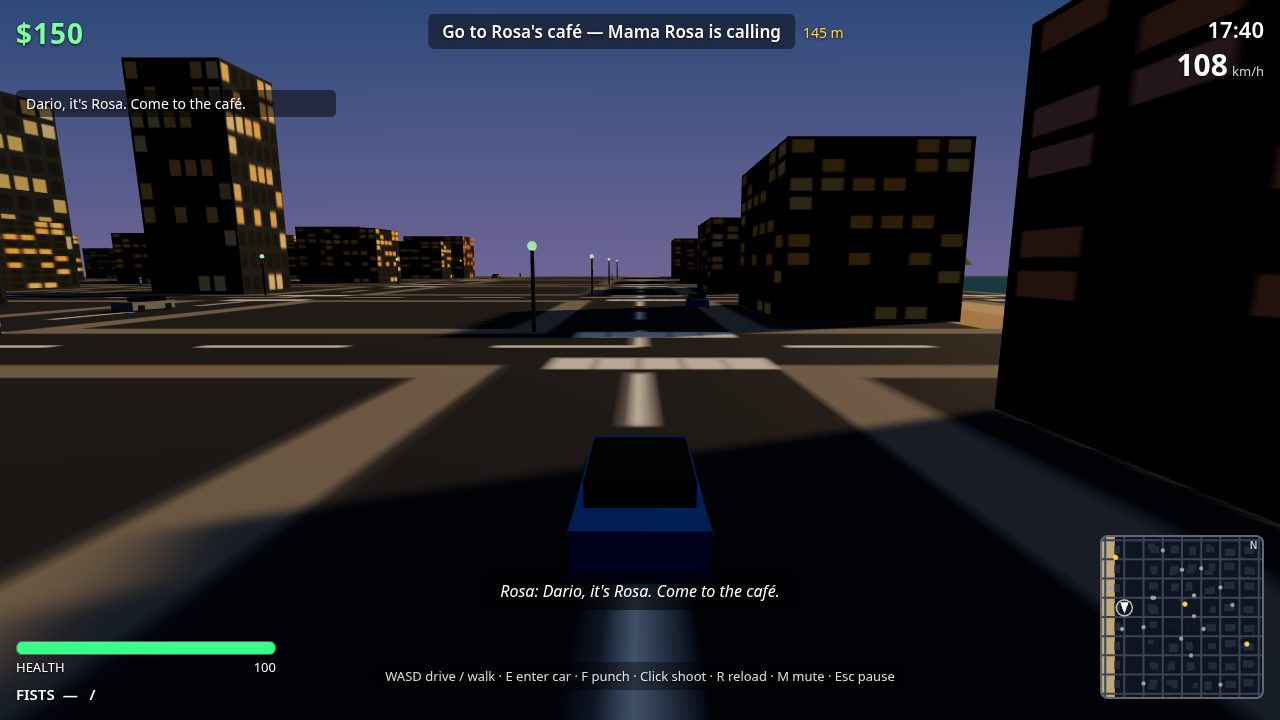 $150
Go to Rosa's café — Mama Rosa is calling 145 m
17:40
108 km/h
Dario, it's Rosa. Come to the café.
N
Rosa: Dario, it's Rosa. Come to the café.
HEALTH 100
WASD drive / walk · E enter car · F punch · Click shoot · R reload · M mute · Esc pause
FISTS — /